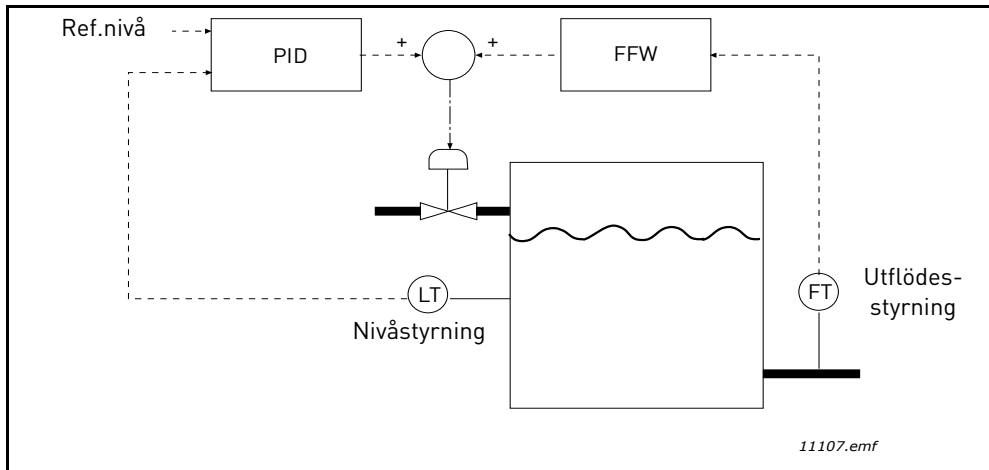 Ref.nivå
PID
+
+
FFW
LT
Nivåstyrning
FT
Utflödes-
styrning
11107.emf